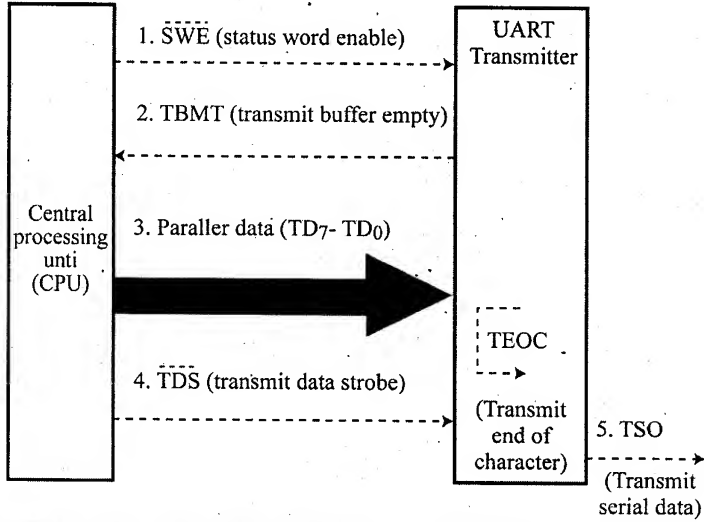 1. SWE (status word enable)
UART
Transmitter
2. TBMT (transmit buffer empty)
Central
processing
unti
(CPU)
3. Paraller data (TD7- TD0)
TEOC
4. TDS (transmit data strobe)
(Transmit
end of
character)
5. TSO
(Transmit
serial data)